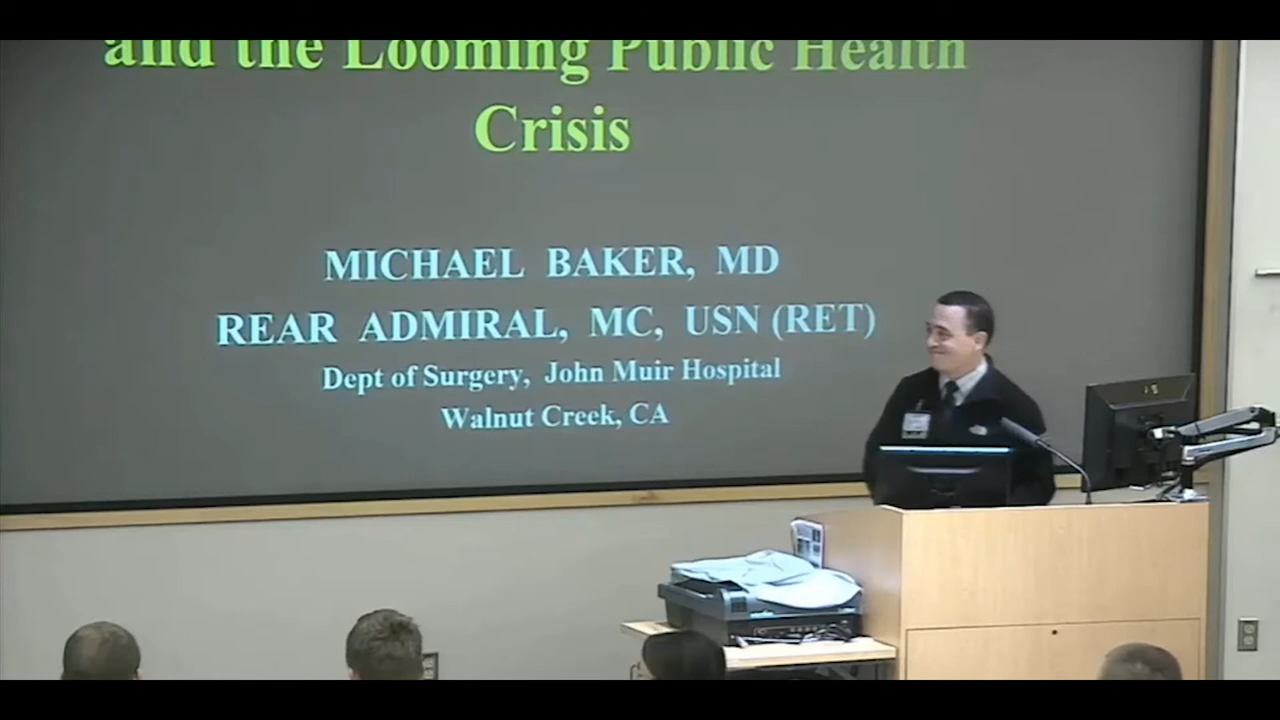 and the Looming Public Health
Crisis
MICHAEL BAKER, MD
REAR ADMIRAL, MC, USN (RET)
Dept of Surgery, John Muir Hospital
Walnut Creek, CA